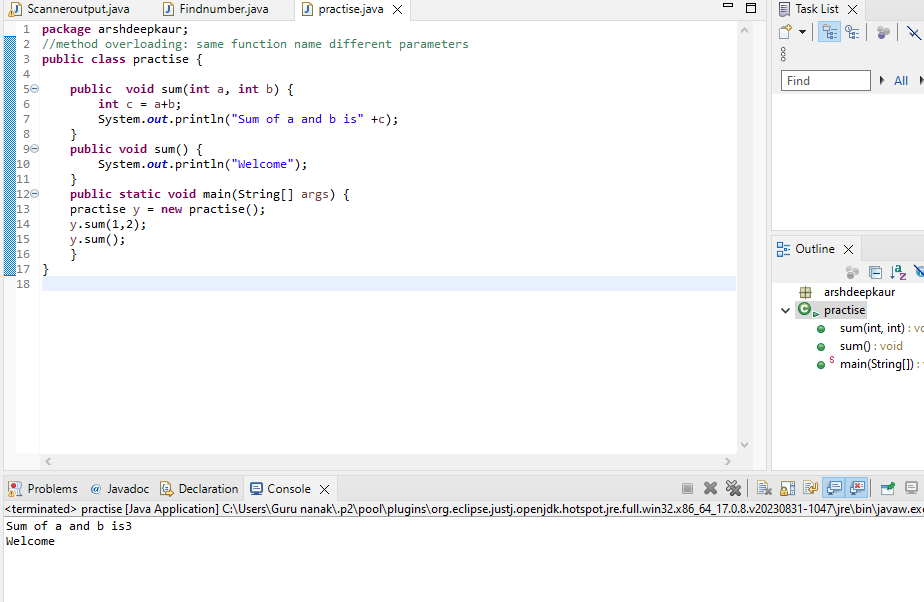 Scanneroutput.java Findnumber.java practise.java
1 package arshdeepkaur;
2 //method overloading: same function name different parameters
3 public class practise {
4
5 public  void sum(int a, int b) {
6 int c = a+b;
7 System.out.println("Sum of a and b is" +c);
8 }
9 public void sum() {
10 System.out.println("Welcome");
11 }
12 public static void main(String[] args) {
13 practise y = new practise();
14 y.sum(1,2);
15 y.sum();
16 }
17 }
18
Task List
Find All
Outline
arshdeepkaur
practise
sum(int, int) : vo
sum() : void
main(String[]) :
Problems Javadoc Declaration Console
<terminated> practise [Java Application] C:\Users\Guru nanak\.p2\pool\plugins\org.eclipse.justj.openjdk.hotspot.jre.full.win32.x86_64_17.0.8.v20230831-1047\jre\bin\javaw.exe
Sum of a and b is3
Welcome